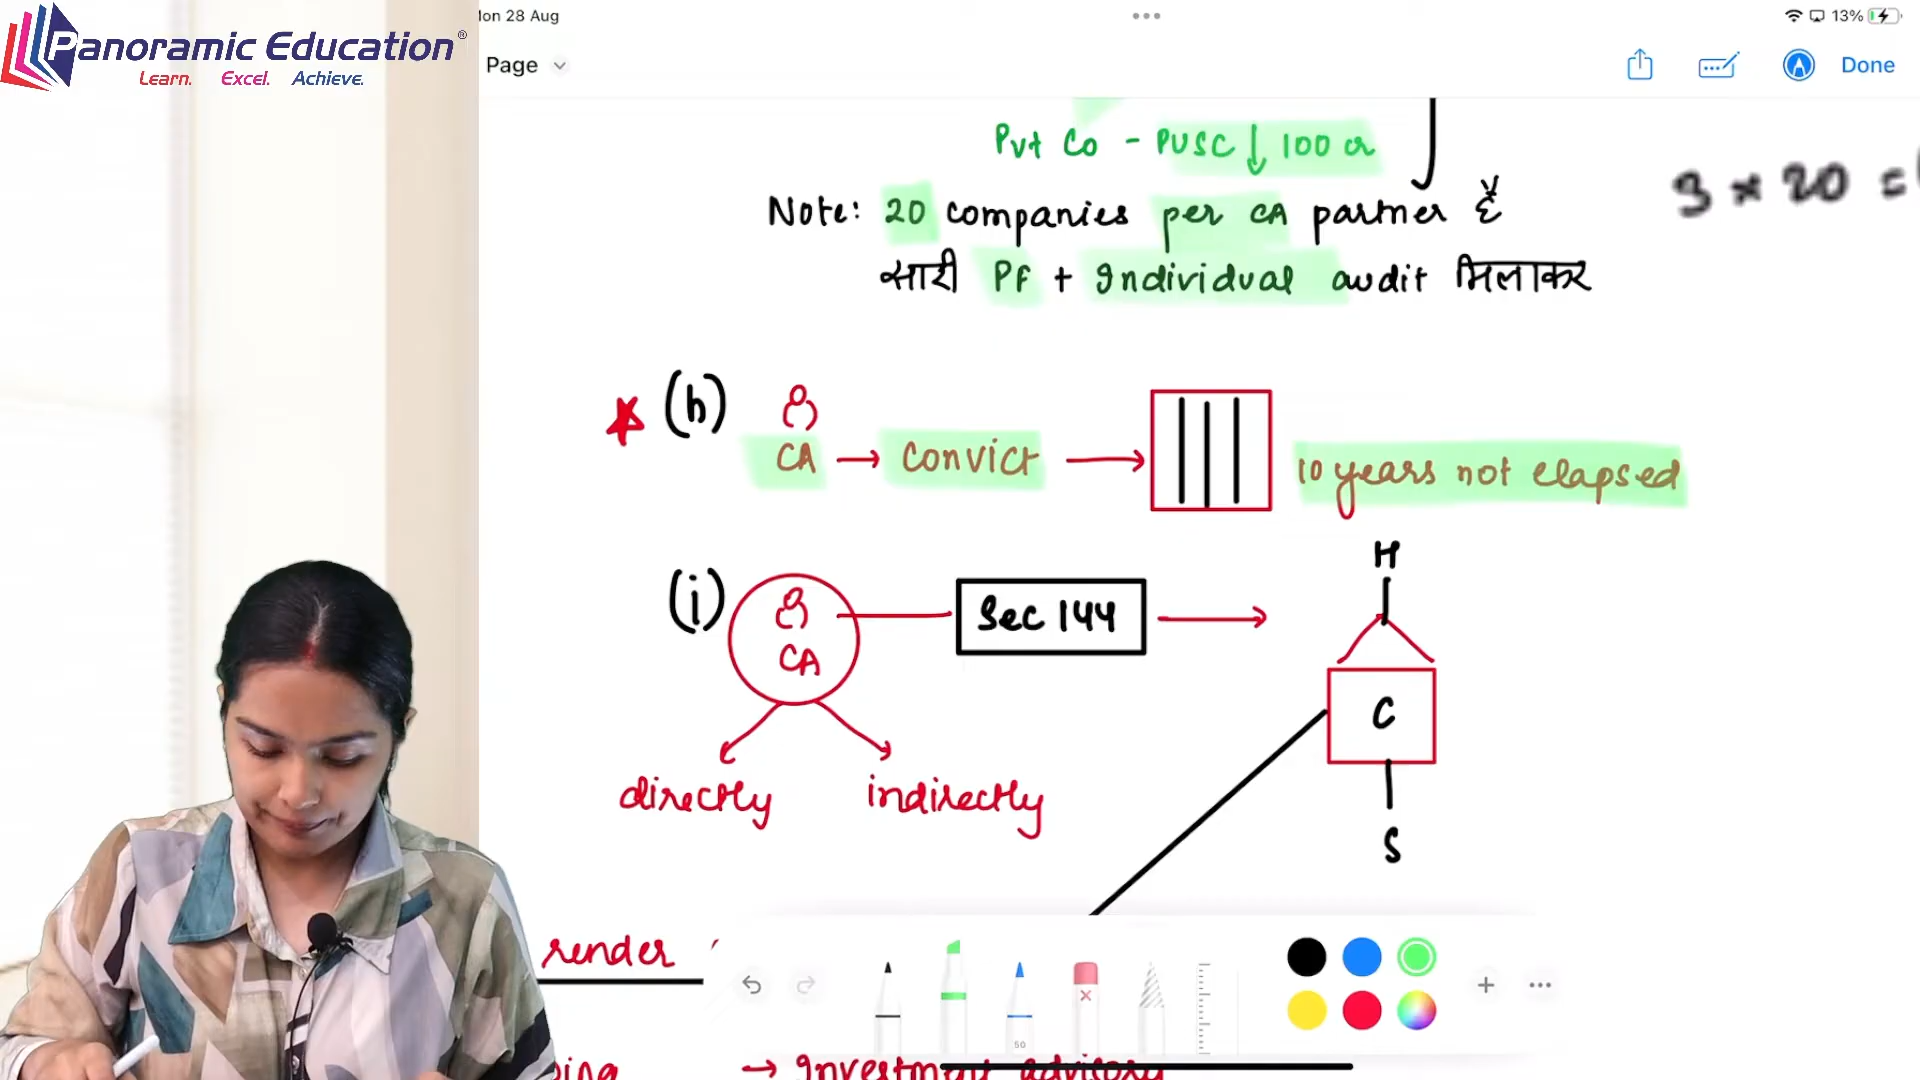 Mon 28 Aug
13%
Panoramic Education®
Learn. Excel. Achieve.
Page
Done
Pvt Co - PUSC ↓ 100 cr
3 × 20 =
Note: 20 companies per CA partner &
सारी PF + Individual audit मिलाकर
(h)
CA → Convict → 10 years not elapsed
(i)
CA
Sec 144
H
C
S
directly indirectly
render
50
→ Investment advisory